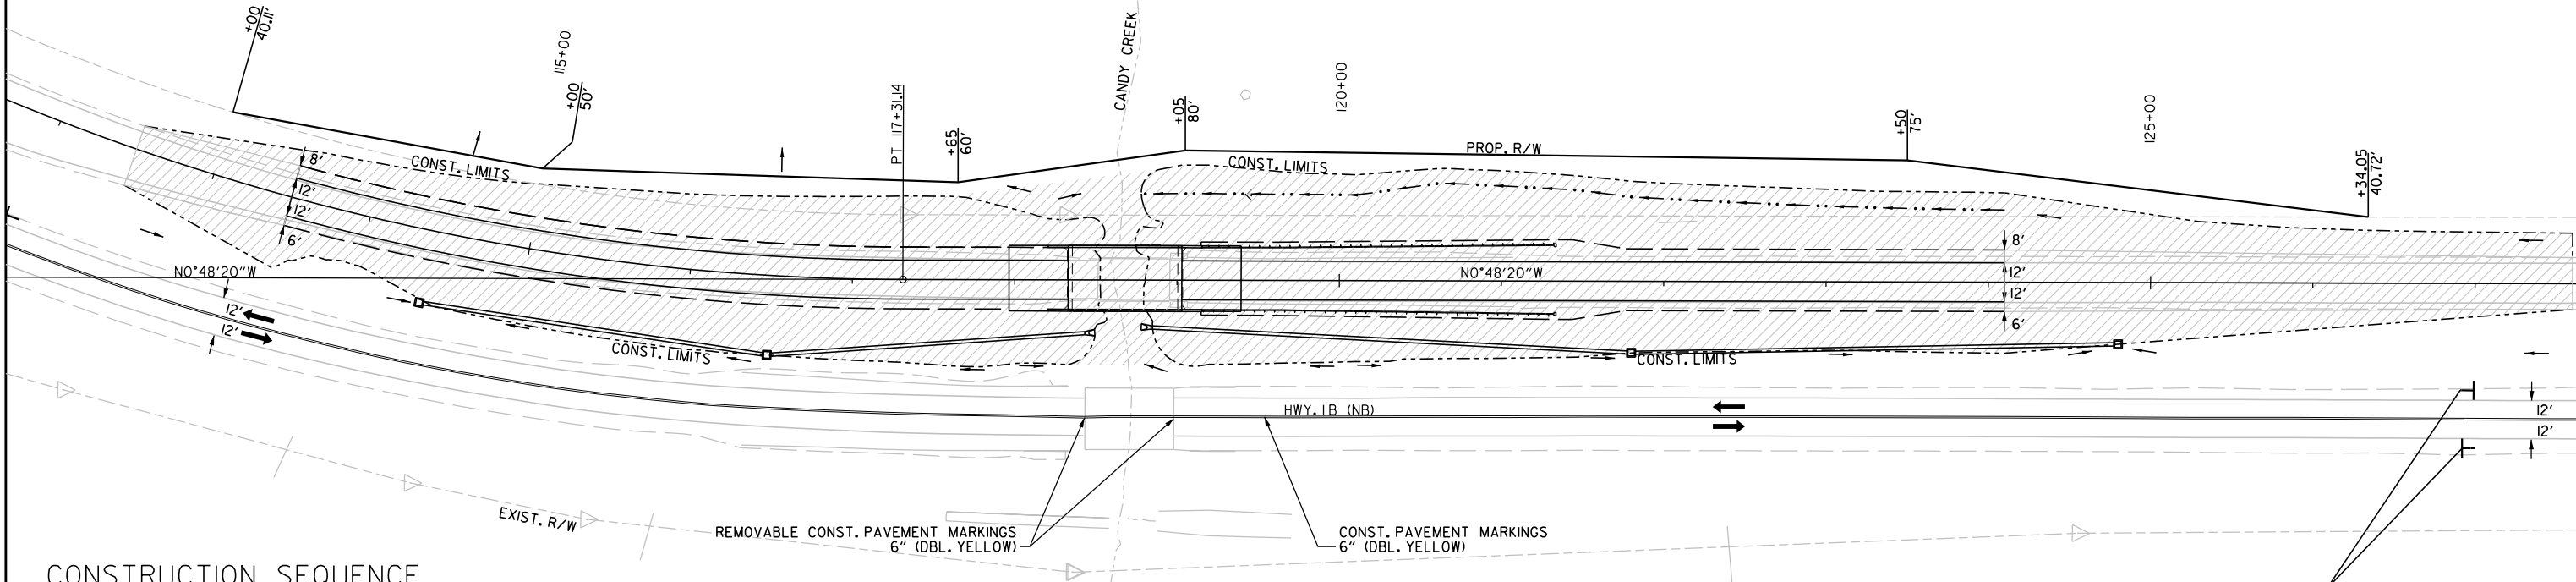 +00
40.11'
115+00
+00
50'
PT 117+31.14
+65
60'
CANDY CREEK
+05
80'
120+00
PROP. R/W
+50
75'
125+00
+34.05
40.72'
CONST. LIMITS
CONST. LIMITS
8'
12'
12'
6'
N0°48'20"W
N0°48'20"W
8'
12'
12'
6'
12'
12'
CONST. LIMITS
CONST. LIMITS
HWY. 1B (NB)
12'
12'
EXIST. R/W
REMOVABLE CONST. PAVEMENT MARKINGS
6" (DBL. YELLOW)
CONST. PAVEMENT MARKINGS
6" (DBL. YELLOW)
CONSTRUCTION SEQUENCE